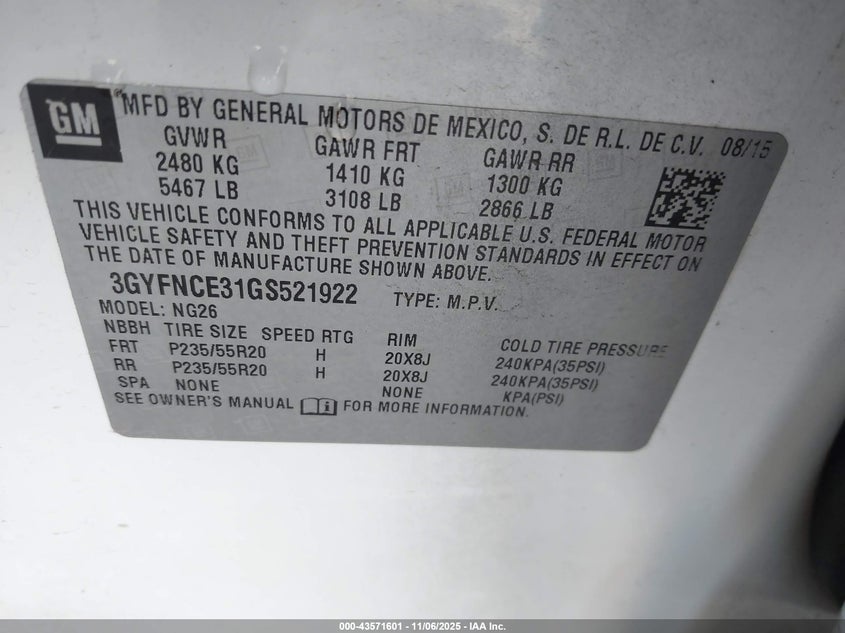 GM
MFD BY GENERAL MOTORS DE MEXICO, S. DE R.L. DE C.V. 08/15
GVWR GAWR FRT GAWR RR
2480 KG 1410 KG 1300 KG
5467 LB 3108 LB 2866 LB
THIS VEHICLE CONFORMS TO ALL APPLICABLE U.S. FEDERAL MOTOR
VEHICLE SAFETY AND THEFT PREVENTION STANDARDS IN EFFECT ON
THE DATE OF MANUFACTURE SHOWN ABOVE.
3GYFNCE31GS521922 TYPE: M.P.V.
MODEL: NG26
NBBH TIRE SIZE SPEED RTG RIM COLD TIRE PRESSURE
FRT P235/55R20 H 20X8J 240KPA(35PSI)
RR P235/55R20 H 20X8J 240KPA(35PSI)
SPA NONE NONE KPA(PSI)
SEE OWNER'S MANUAL FOR MORE INFORMATION.
000-43571601 - 11/06/2025 - IAA Inc.